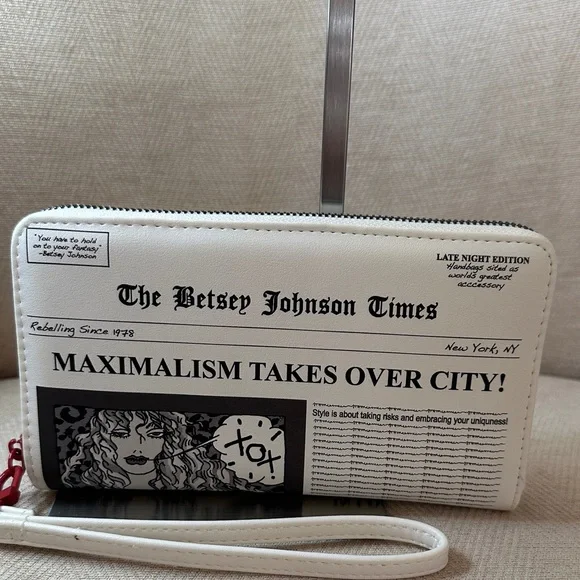 "You have to hold
on to your fantasy"
-Betsey Johnson
LATE NIGHT EDITION
Handbags sited as
world's greatest
acccessory
The Betsey Johnson Times
Rebelling Since 1978
New York, NY
MAXIMALISM TAKES OVER CITY!
Style is about taking risks and embracing your uniquness!
XOX!